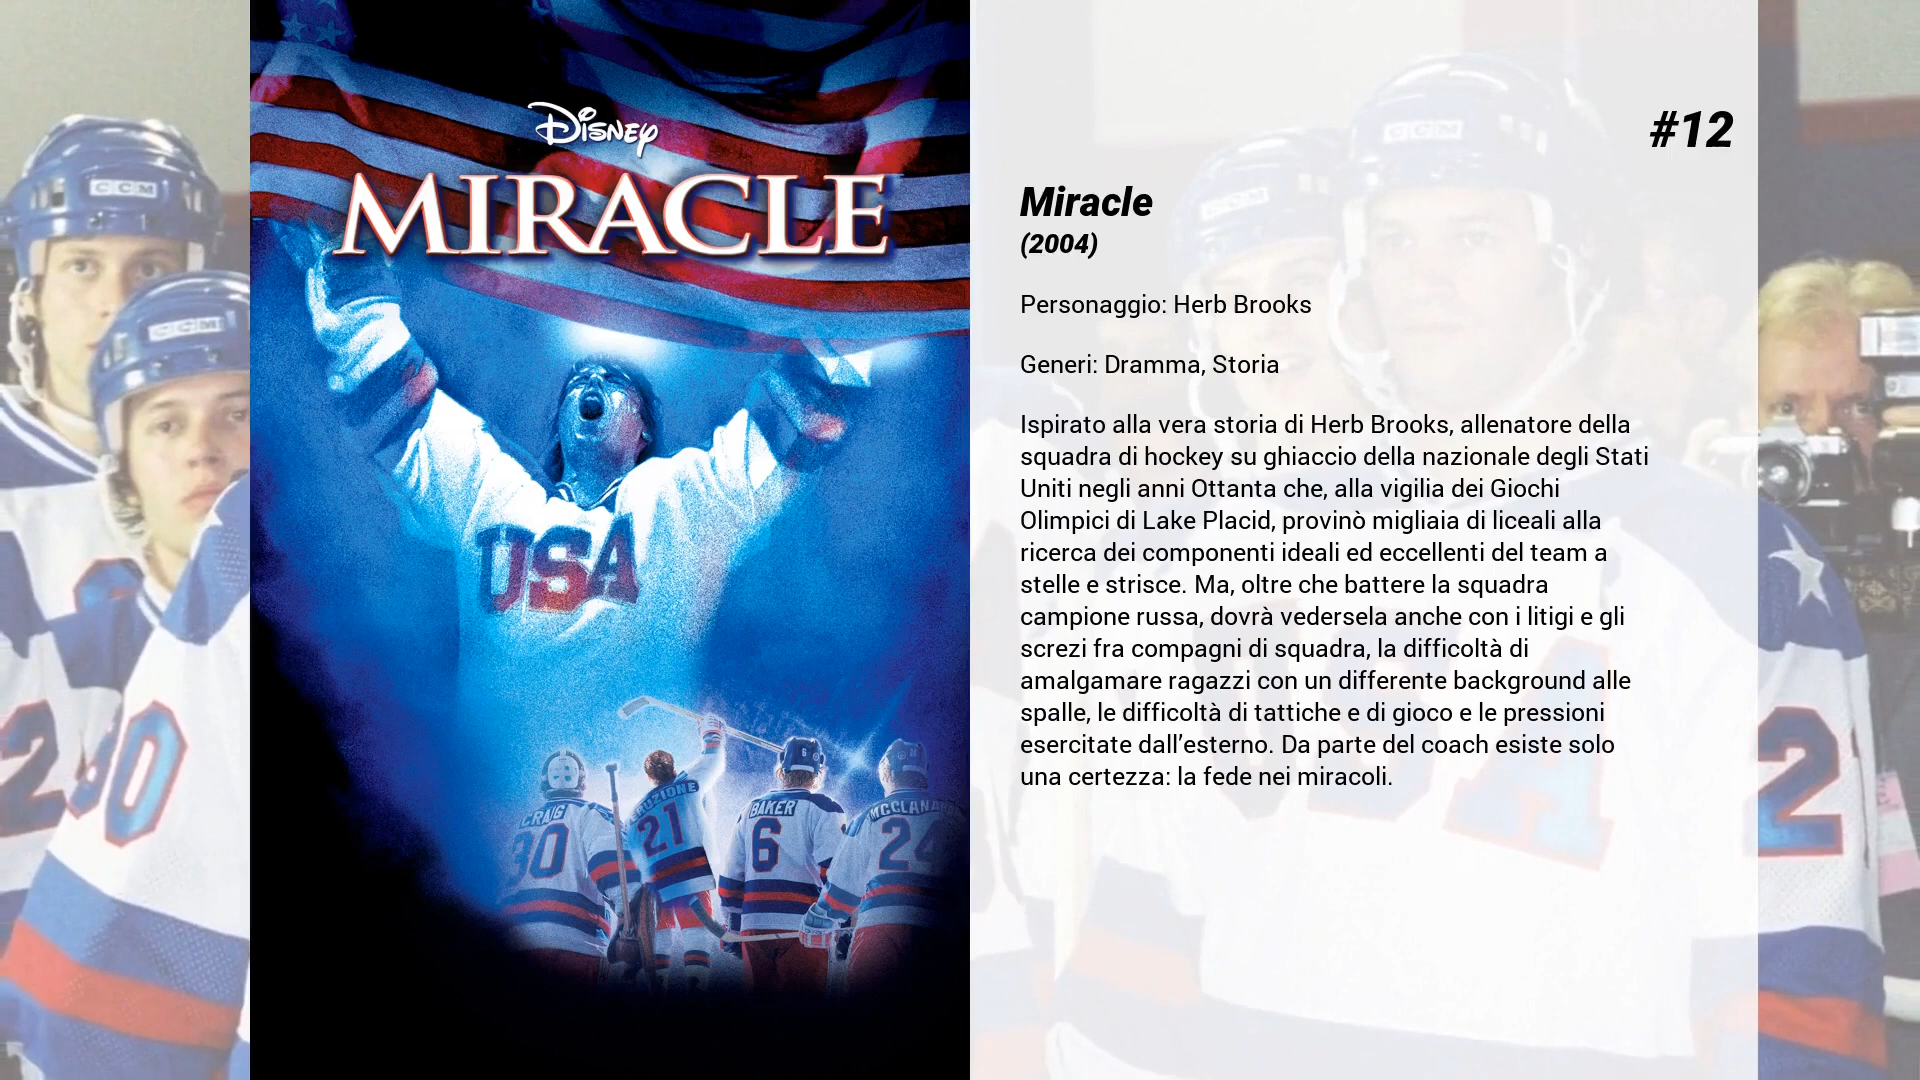 Disney
MIRACLE
USA
CRAIG
30
21
BAKER
6
24
CCM
CCM
#12
Miracle
(2004)
Personaggio: Herb Brooks
Generi: Dramma, Storia
Ispirato alla vera storia di Herb Brooks, allenatore della
squadra di hockey su ghiaccio della nazionale degli Stati
Uniti negli anni Ottanta che, alla vigilia dei Giochi
Olimpici di Lake Placid, provinò migliaia di liceali alla
ricerca dei componenti ideali ed eccellenti del team a
stelle e strisce. Ma, oltre che battere la squadra
campione russa, dovrà vedersela anche con i litigi e gli
screzi fra compagni di squadra, la difficoltà di
amalgamare ragazzi con un differente background alle
spalle, le difficoltà di tattiche e di gioco e le pressioni
esercitate dall’esterno. Da parte del coach esiste solo
una certezza: la fede nei miracoli.